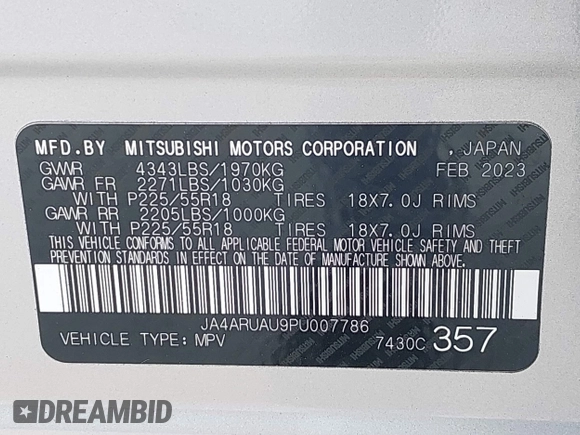 MFD.BY MITSUBISHI MOTORS CORPORATION , JAPAN
GVWR 4343LBS/1970KG FEB 2023
GAWR FR 2271LBS/1030KG
WITH P225/55R18 TIRES 18X7.0J RIMS
GAWR RR 2205LBS/1000KG
WITH P225/55R18 TIRES 18X7.0J RIMS
THIS VEHICLE CONFORMS TO ALL APPLICABLE FEDERAL MOTOR VEHICLE SAFETY AND THEFT
PREVENTION STANDARDS IN EFFECT ON THE DATE OF MANUFACTURE SHOWN ABOVE.
JA4ARUAU9PU007786
VEHICLE TYPE:MPV 7430C 357
DREAMBID